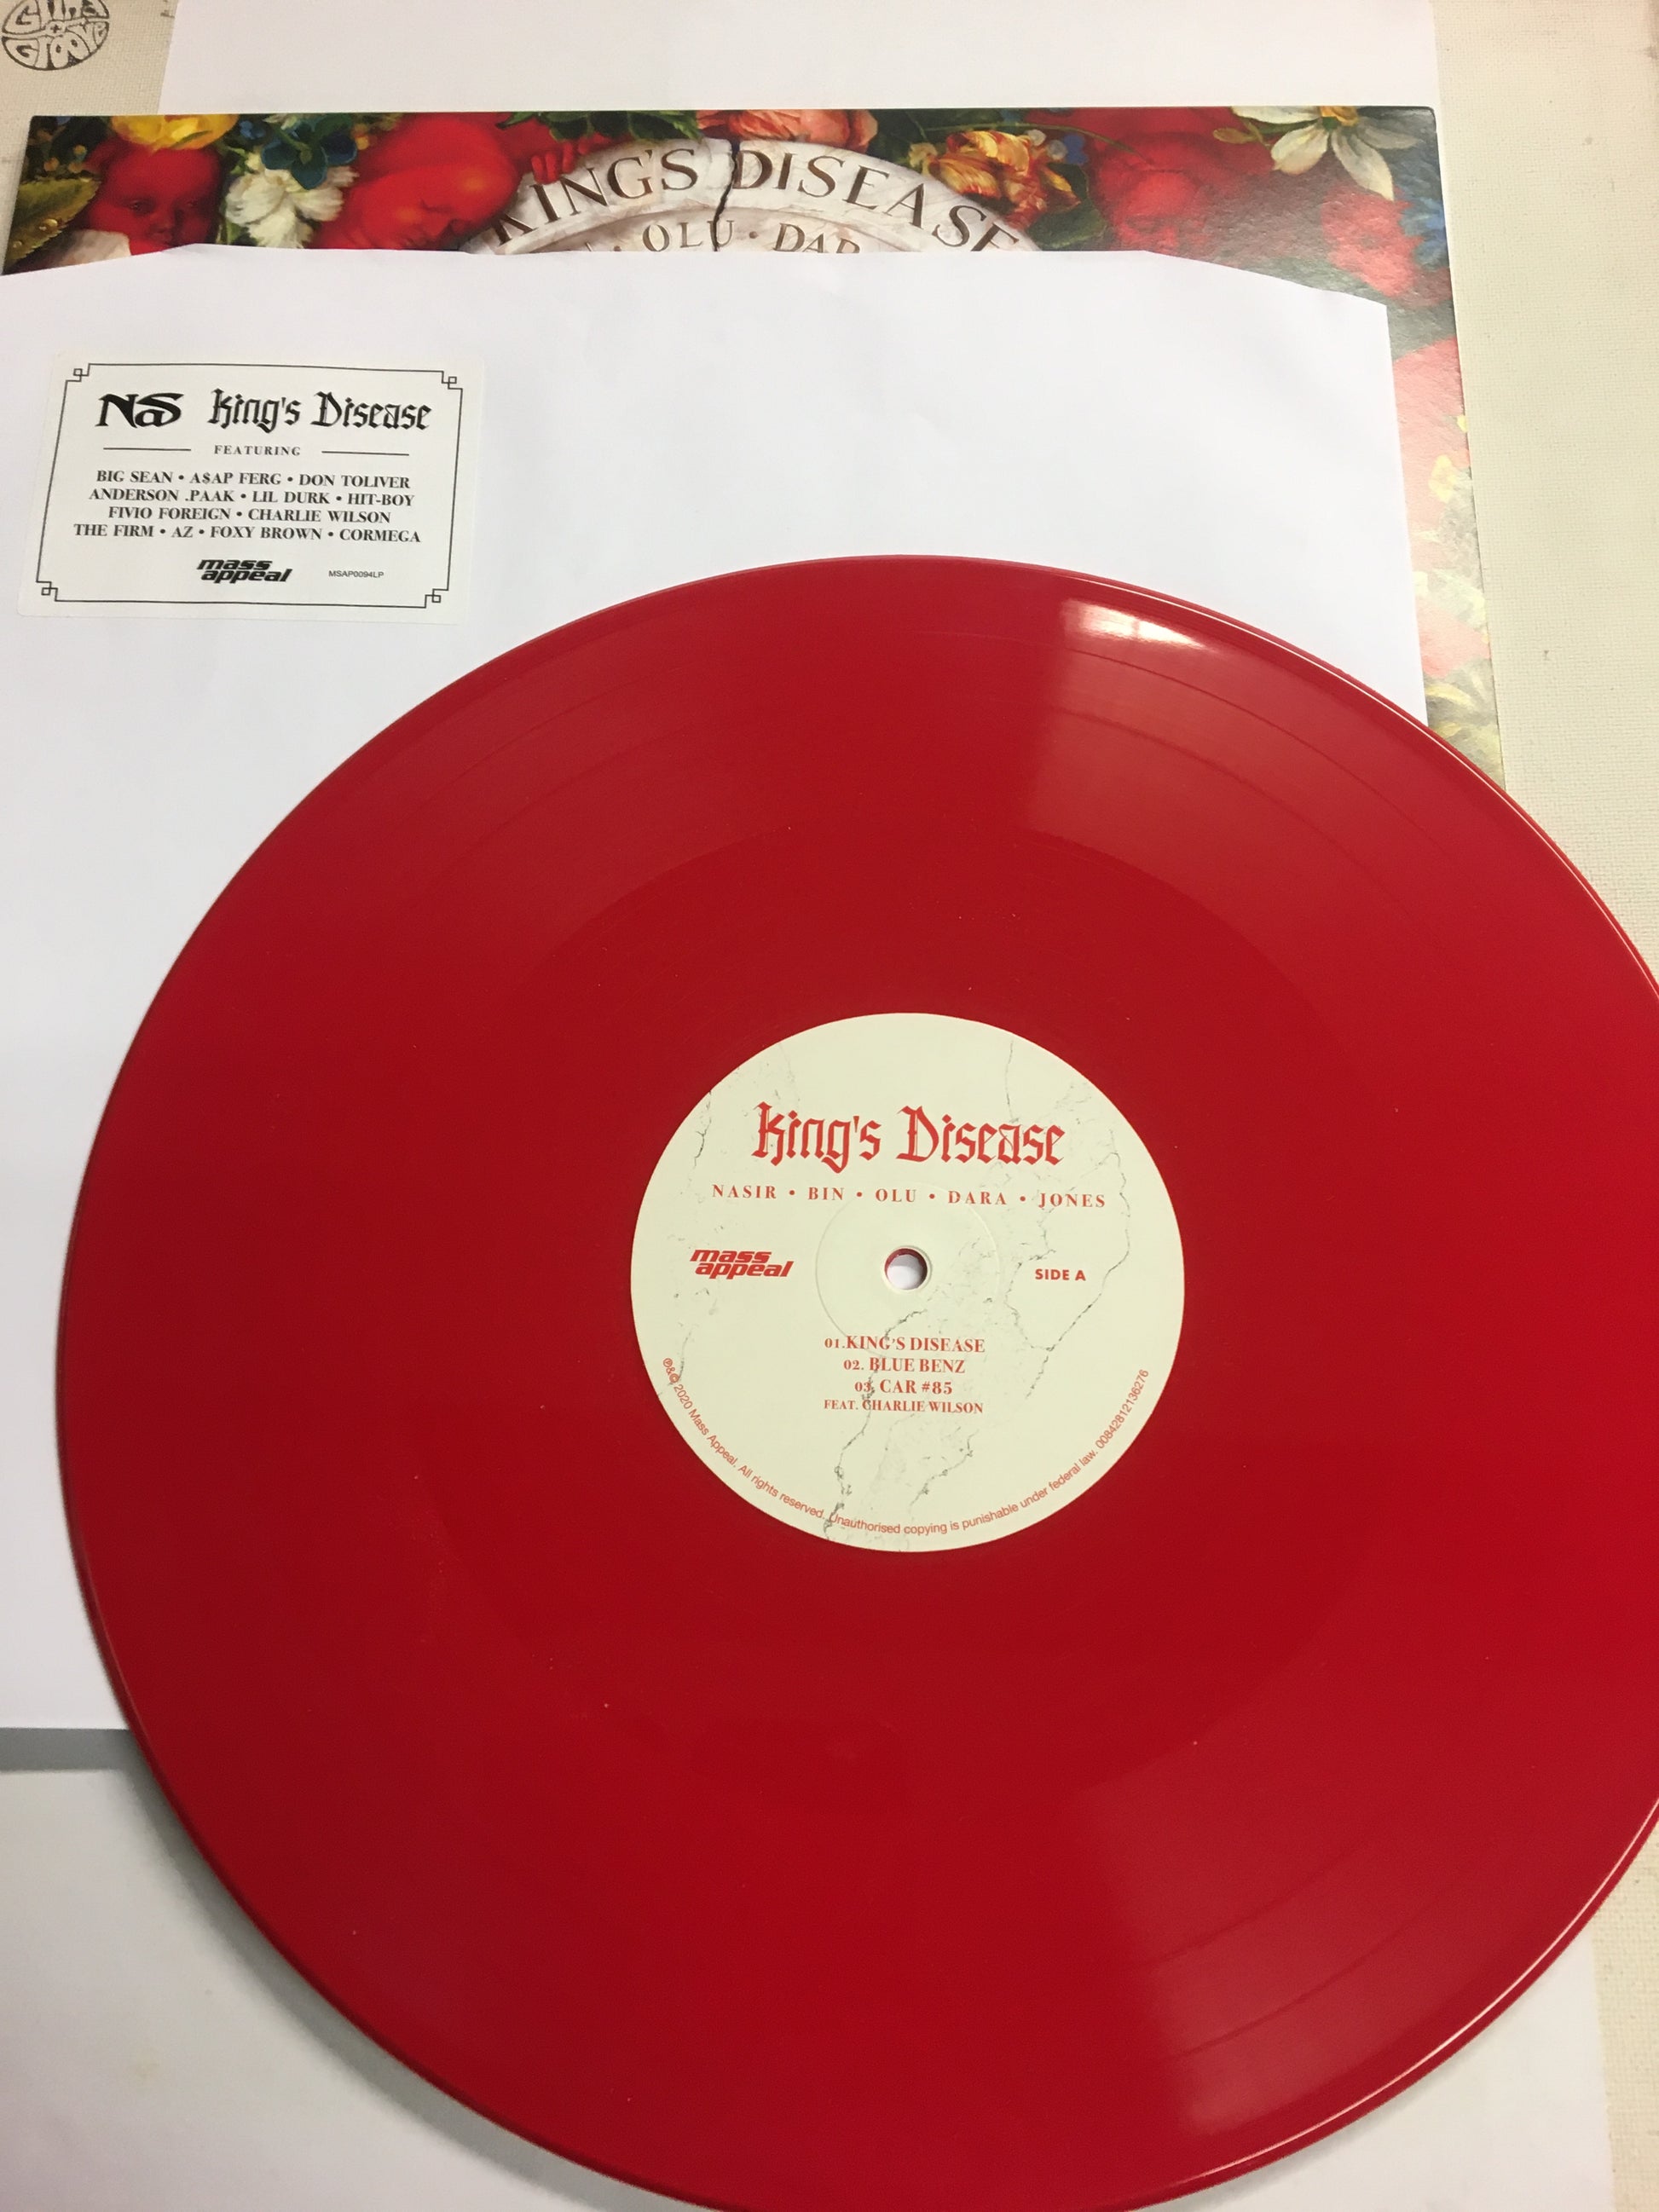 GROOVE
KING'S DISEASE
OLU • DAR
NaS King's Disease
FEATURING
BIG SEAN • A$AP FERG • DON TOLIVER
ANDERSON .PAAK • LIL DURK • HIT-BOY
FIVIO FOREIGN • CHARLIE WILSON
THE FIRM • AZ • FOXY BROWN • CORMEGA
mass
appeal
MSAP0094LP
King's Disease
NASIR • BIN • OLU • DARA • JONES
mass
appeal
SIDE A
01.KING'S DISEASE
02. BLUE BENZ
03. CAR #85
FEAT. CHARLIE WILSON
℗&© 2020 Mass Appeal. All rights reserved. Unauthorised copying is punishable under federal law. 00842812136276